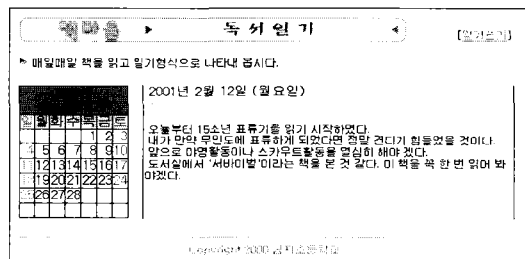 책마을 ▶ 독서일기 ◀ [일기쓰기]
매일매일 책을 읽고 일기형식으로 나타내 봅시다.
2001년 2월 12일 (월요일)
일 월 화 수 목 금 토
1 2 3
4 5 6 7 8 9 10
11 12 13 14 15 16 17
18 19 20 21 22 23 24
25 26 27 28
오늘부터 15소년 표류기를 읽기 시작하였다.
내가 만약 무인도에 표류하게 되었다면 정말 견디기 힘들었을 것이다.
앞으로 야영활동이나 스카우트활동을 열심히 해야 겠다.
도서실에서 '서바이벌'이라는 책을 본 것 같다. 이 책을 꼭 한 번 읽어 봐
야겠다.
Copyright 2000